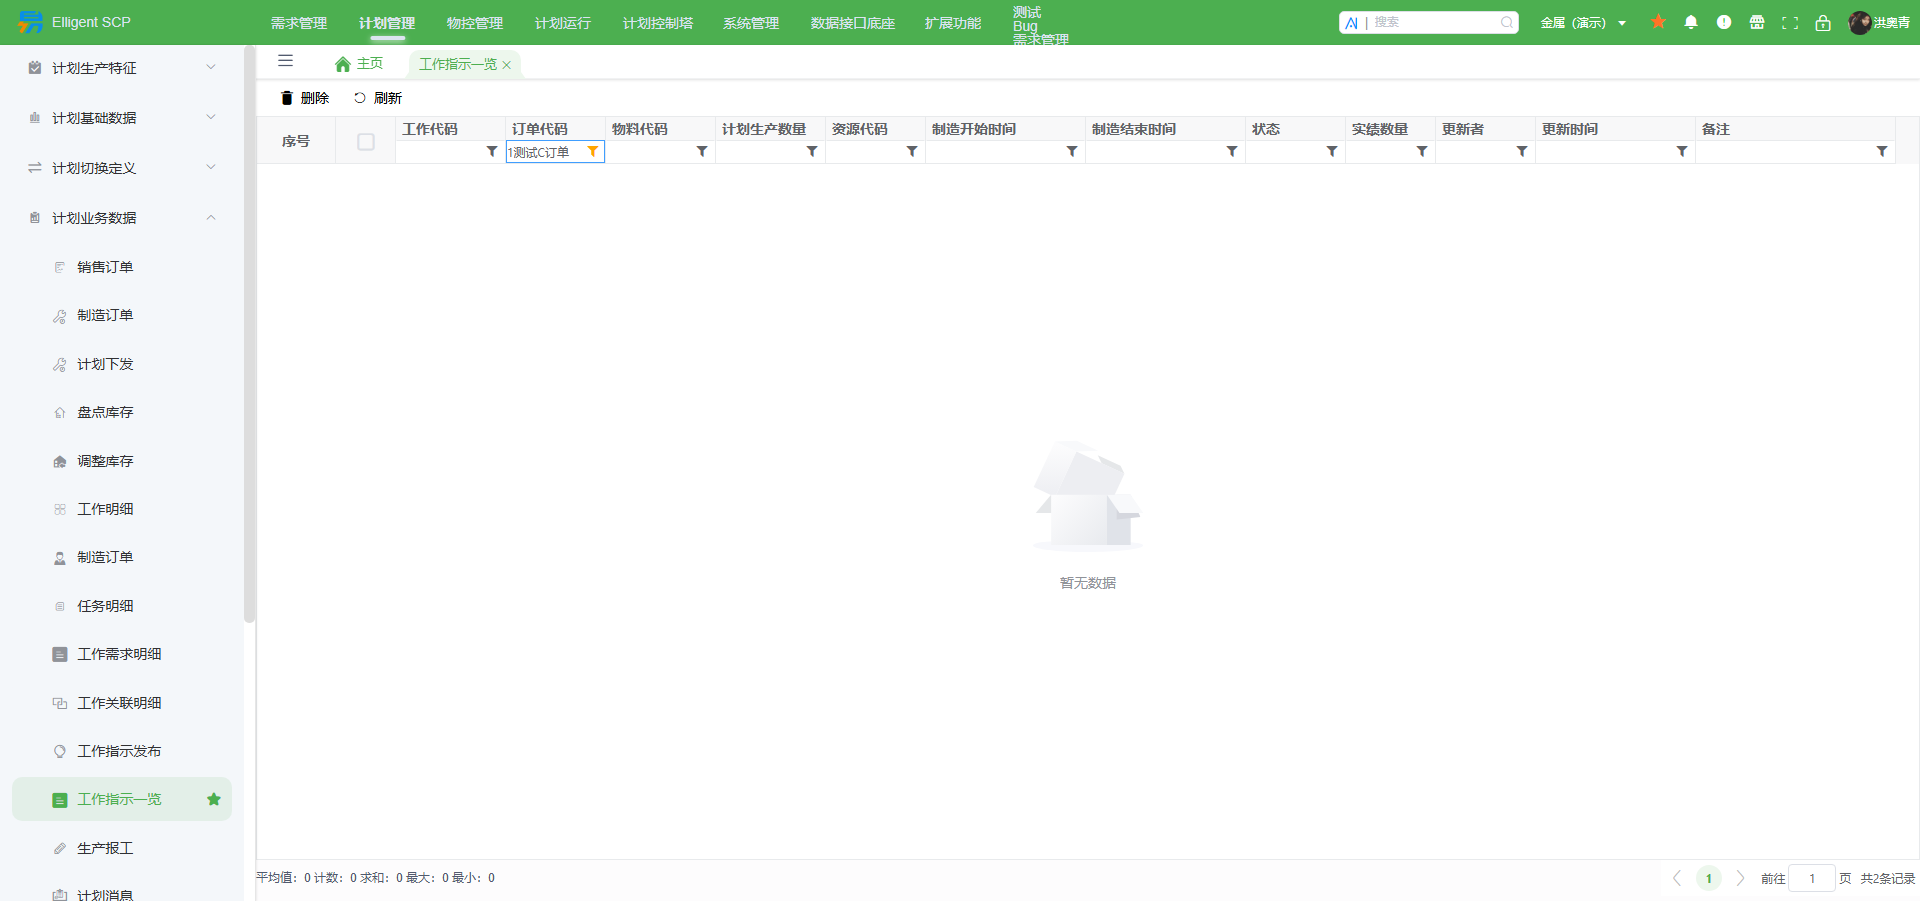 Elligent SCP
需求管理
计划管理
物控管理
计划运行
计划控制塔
系统管理
数据接口底座
扩展功能
测试
Bug
需求管理
AI | 搜索
金属（演示）
洪奥青
计划生产特征
计划基础数据
计划切换定义
计划业务数据
销售订单
制造订单
计划下发
盘点库存
调整库存
工作明细
制造订单
任务明细
工作需求明细
工作关联明细
工作指示发布
工作指示一览
生产报工
计划消息
主页
工作指示一览
删除
刷新
序号
工作代码
订单代码
物料代码
计划生产数量
资源代码
制造开始时间
制造结束时间
状态
实绩数量
更新者
更新时间
备注
1测试C订单
暂无数据
平均值：0 计数：0 求和：0 最大：0 最小：0
1
前往 1 页 共2条记录